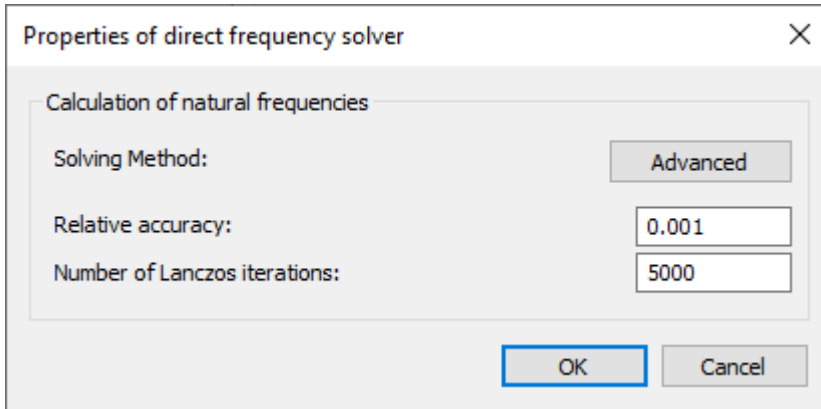 Properties of direct frequency solver
Calculation of natural frequencies
Solving Method: Advanced
Relative accuracy: 0.001
Number of Lanczos iterations: 5000
OK Cancel